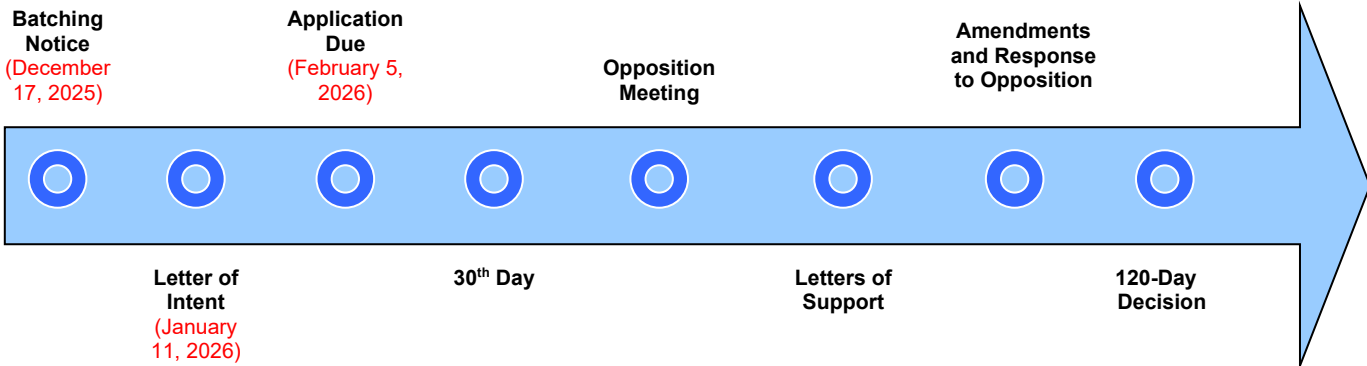 Batching
Notice
(December
17, 2025)
Letter of
Intent
(January
11, 2026)
Application
Due
(February 5,
2026)
30th Day
Opposition
Meeting
Letters of
Support
Amendments
and Response
to Opposition
120-Day
Decision